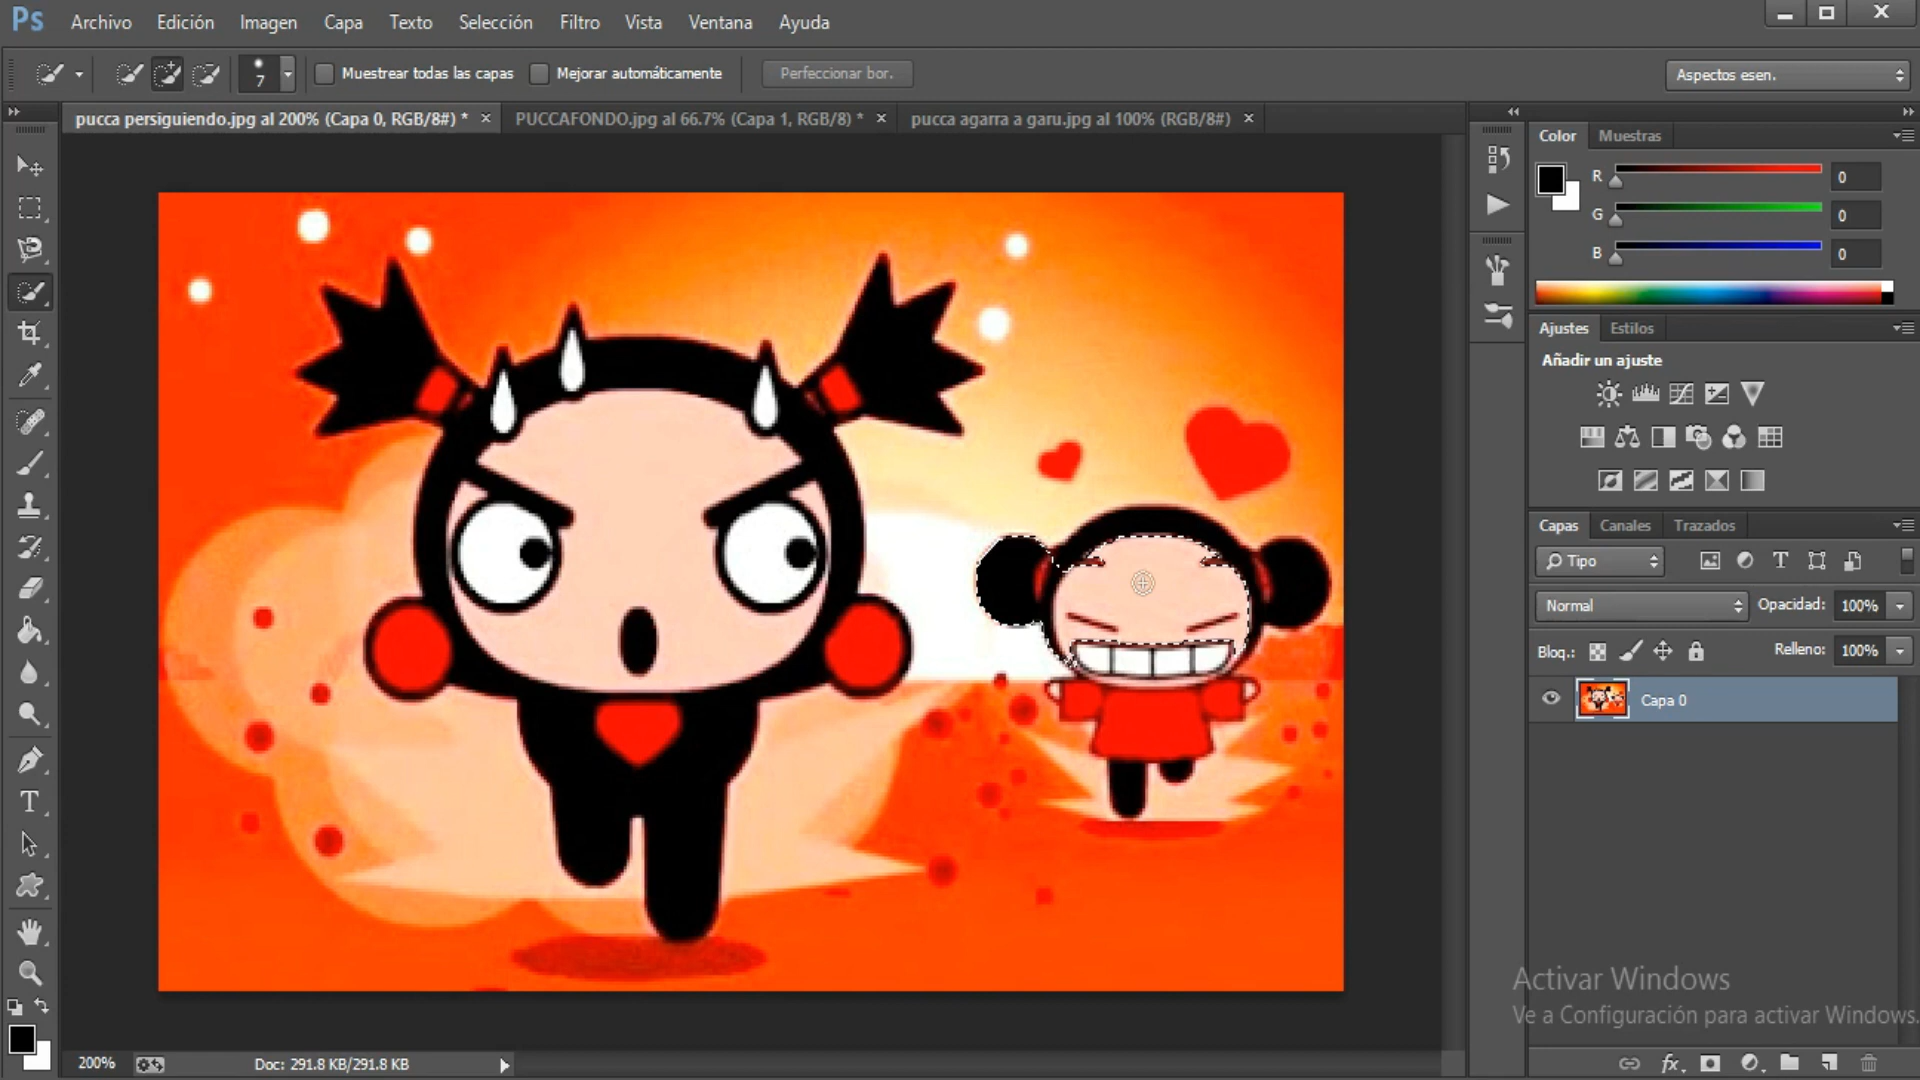 Ps Archivo Edición Imagen Capa Texto Selección Filtro Vista Ventana Ayuda
7 Muestrear todas las capas Mejorar automáticamente Perfeccionar bor. Aspectos esen.
pucca persiguiendo.jpg al 200% (Capa 0, RGB/8#) * × PUCCAFONDO.jpg al 66.7% (Capa 1, RGB/8) * × pucca agarra a garu.jpg al 100% (RGB/8#) ×
Color Muestras
R 0
G 0
B 0
Ajustes Estilos
Añadir un ajuste
Capas Canales Trazados
Tipo
Normal Opacidad: 100%
Bloq.: Relleno: 100%
Capa 0
T
Activar Windows
Ve a Configuración para activar Windows.
200% Doc: 291.8 KB/291.8 KB
fx